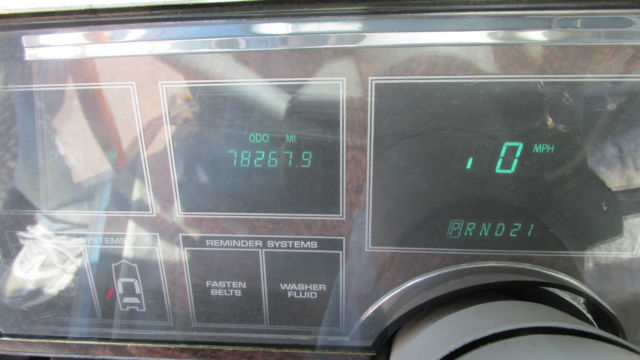 ODO MI
78267.9
0 MPH
PRND21
SYSTEMS
REMINDER SYSTEMS
FASTEN
BELTS
WASHER
FLUID